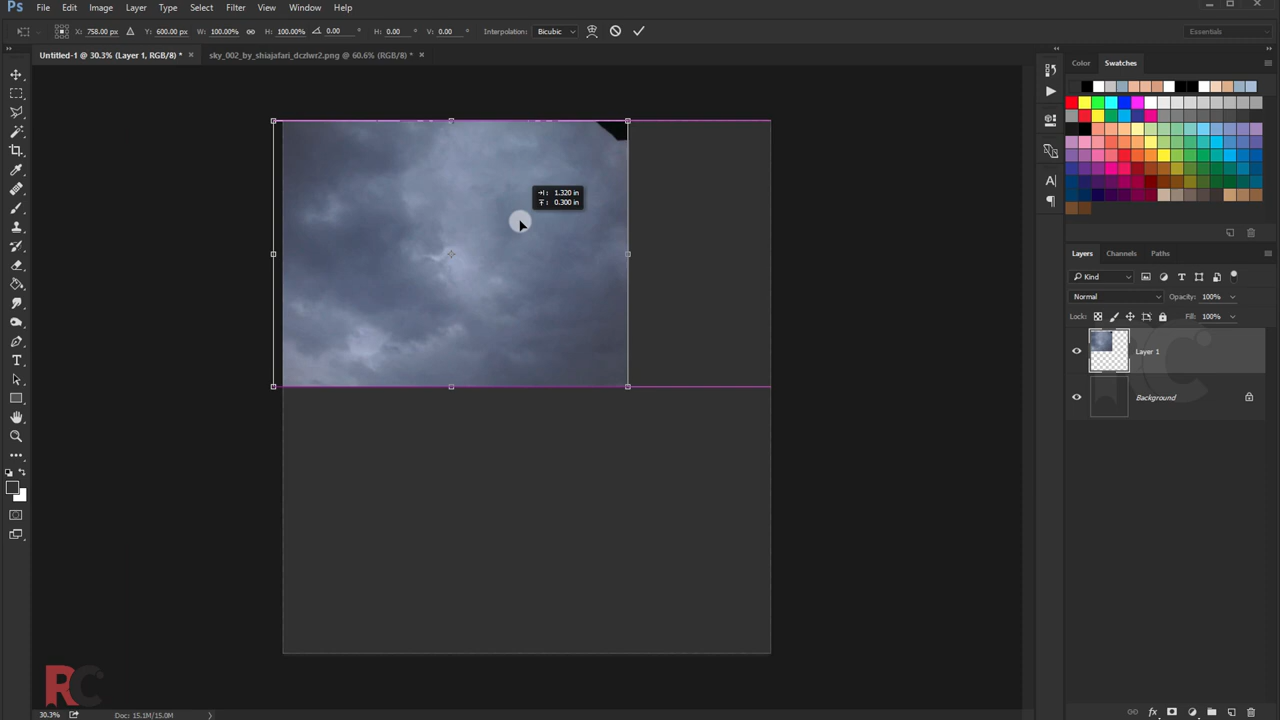 Ps File Edit Image Layer Type Select Filter View Window Help
X: 758.00 px Y: 600.00 px W: 100.00% H: 100.00% 0.00 ° H: 0.00 ° V: 0.00 ° Interpolation: Bicubic Essentials
Untitled-1 @ 30.3% (Layer 1, RGB/8) * × sky_002_by_shiajafari_dczlwr2.png @ 60.6% (RGB/8) * ×
Color Swatches
1.320 in
0.300 in
Layers Channels Paths
Kind
Normal Opacity: 100%
Lock: Fill: 100%
Layer 1
Background
RC
30.3% Doc: 15.1M/15.0M
fx